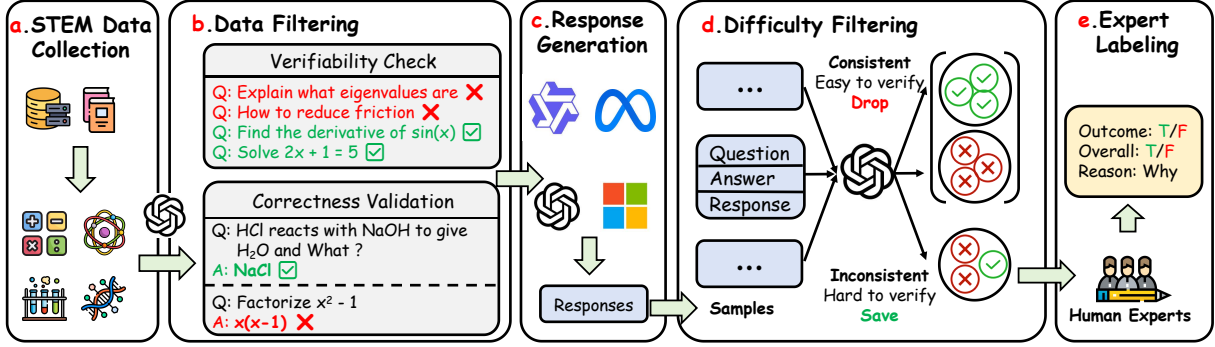 a.STEM Data
Collection
b.Data Filtering
Verifiability Check
Q: Explain what eigenvalues are
Q: How to reduce friction
Q: Find the derivative of sin(x)
Q: Solve 2x + 1 = 5
Correctness Validation
Q: HCl reacts with NaOH to give
H₂O and What ?
A: NaCl
Q: Factorize x² - 1
A: x(x-1)
c.Response
Generation
Responses
d.Difficulty Filtering
...
Question
Answer
Response
...
Samples
Consistent
Easy to verify
Drop
Inconsistent
Hard to verify
Save
e.Expert
Labeling
Outcome: T/F
Overall: T/F
Reason: Why
Human Experts